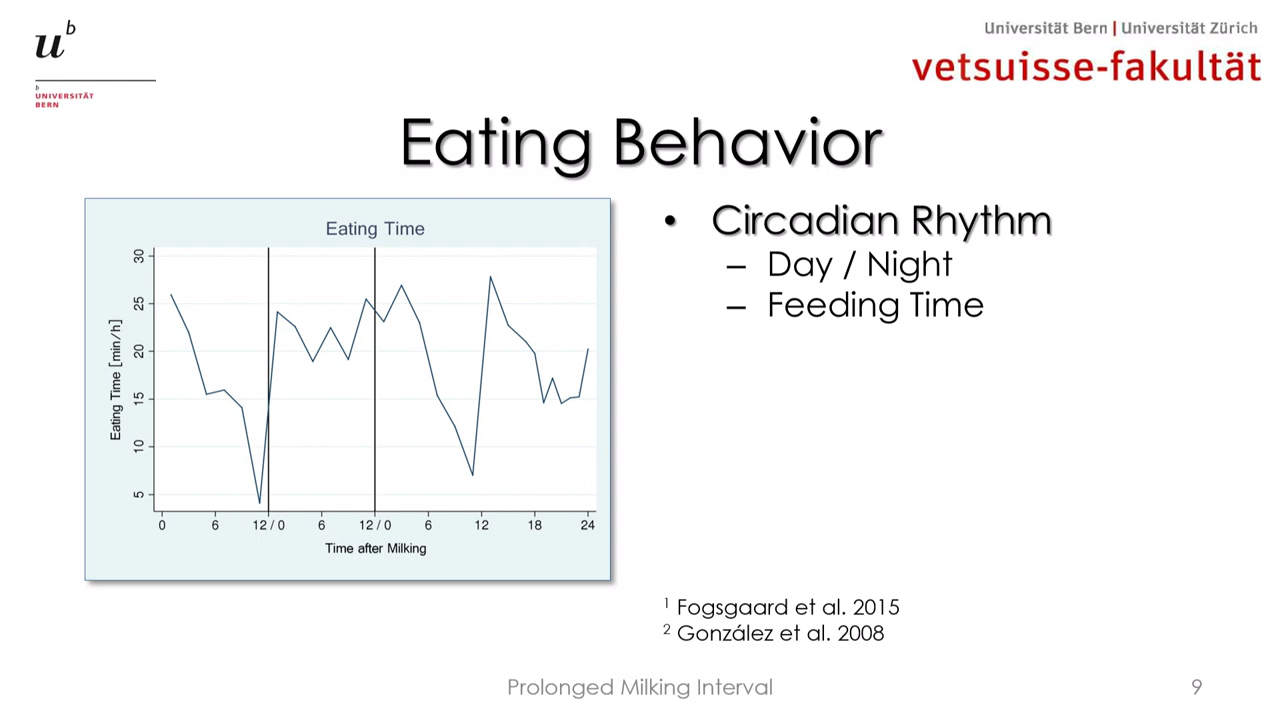 u^b
b
UNIVERSITÄT
BERN
Universität Bern | Universität Zürich
vetsuisse-fakultät
Eating Behavior
Eating Time
Eating Time [min/h]
30
25
20
15
10
5
0 6 12 / 0 6 12 / 0 6 12 18 24
Time after Milking
• Circadian Rhythm
– Day / Night
– Feeding Time
1 Fogsgaard et al. 2015
2 González et al. 2008
Prolonged Milking Interval
9